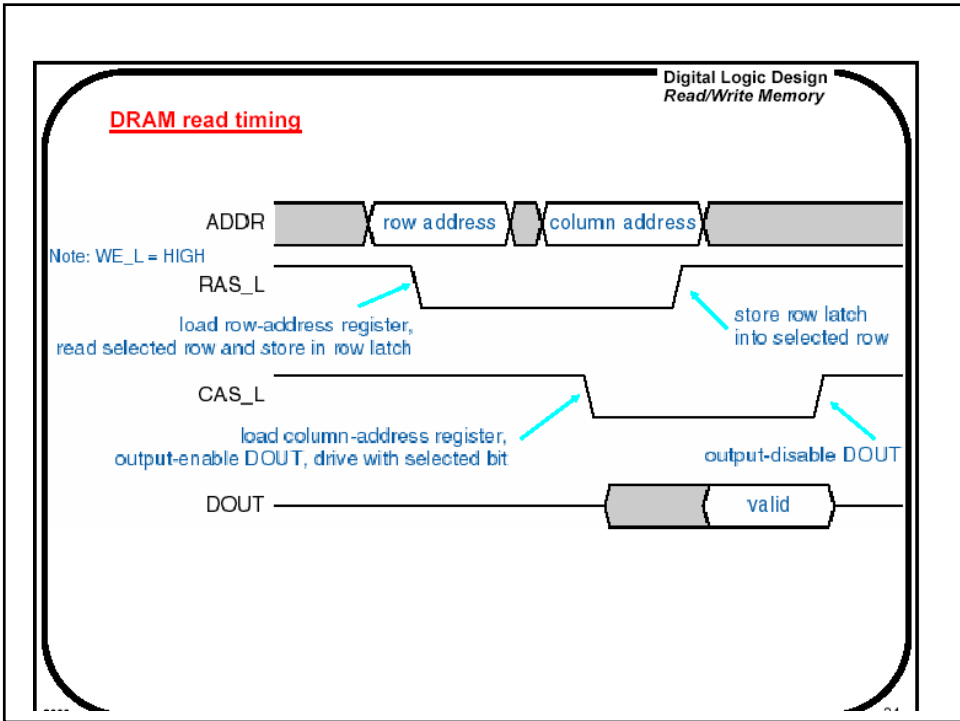 Digital Logic Design
Read/Write Memory
DRAM read timing
ADDR
row address
column address
Note: WE_L = HIGH
RAS_L
load row-address register,
read selected row and store in row latch
store row latch
into selected row
CAS_L
load column-address register,
output-enable DOUT, drive with selected bit
output-disable DOUT
DOUT
valid